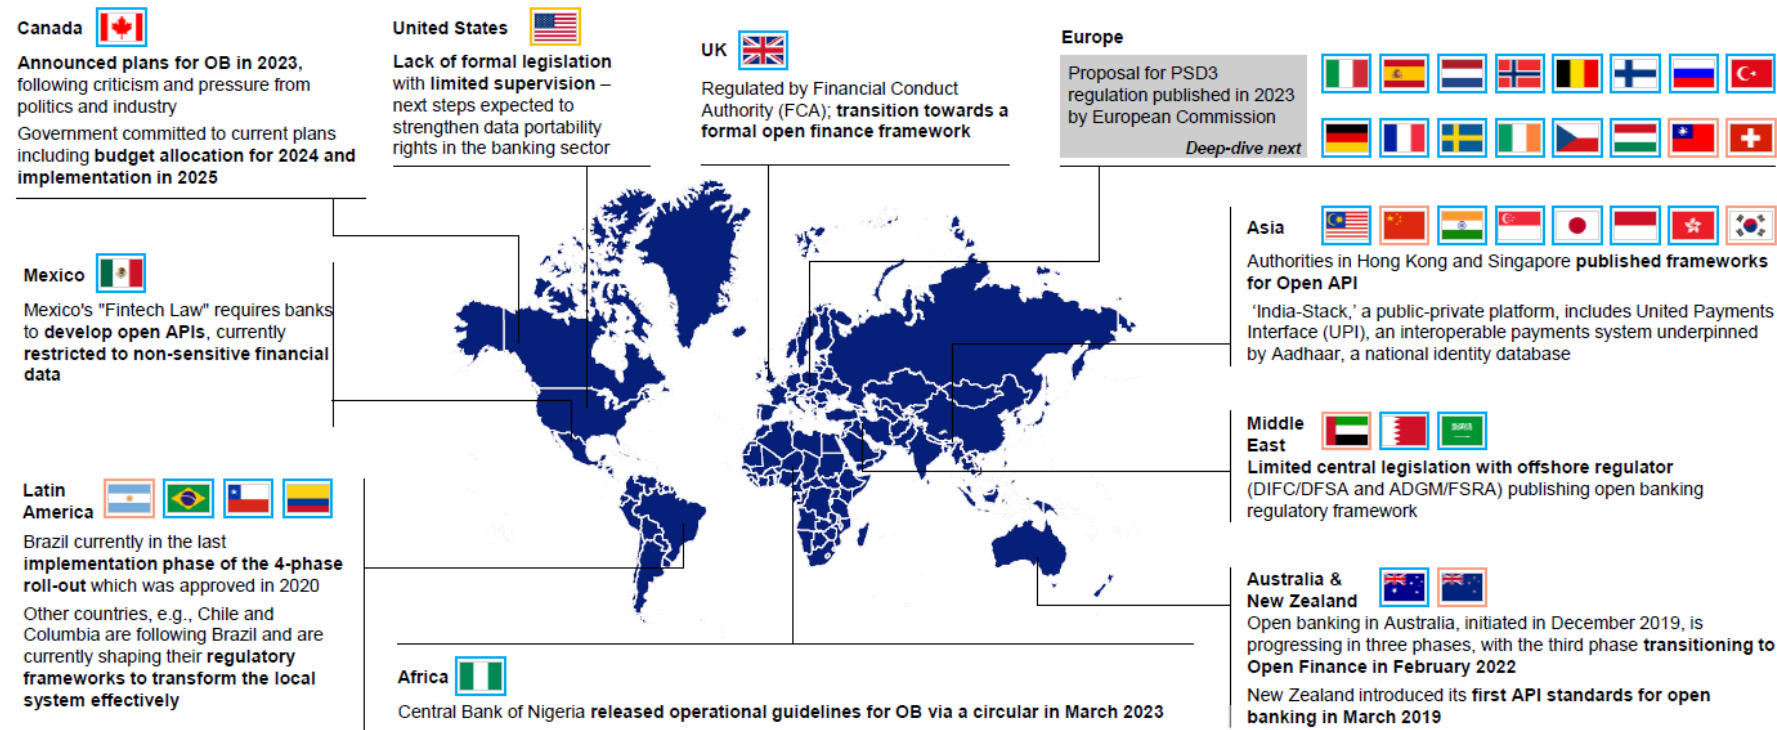 Canada
Announced plans for OB in 2023,
following criticism and pressure from
politics and industry
Government committed to current plans
including budget allocation for 2024 and
implementation in 2025
United States
Lack of formal legislation
with limited supervision –
next steps expected to
strengthen data portability
rights in the banking sector
UK
Regulated by Financial Conduct
Authority (FCA); transition towards a
formal open finance framework
Europe
Proposal for PSD3
regulation published in 2023
by European Commission
Deep-dive next
Mexico
Mexico's "Fintech Law" requires banks
to develop open APIs, currently
restricted to non-sensitive financial
data
Asia
Authorities in Hong Kong and Singapore published frameworks
for Open API
‘India-Stack,’ a public-private platform, includes United Payments
Interface (UPI), an interoperable payments system underpinned
by Aadhaar, a national identity database
Middle
East
Limited central legislation with offshore regulator
(DIFC/DFSA and ADGM/FSRA) publishing open banking
regulatory framework
Latin
America
Brazil currently in the last
implementation phase of the 4-phase
roll-out which was approved in 2020
Other countries, e.g., Chile and
Columbia are following Brazil and are
currently shaping their regulatory
frameworks to transform the local
system effectively
Australia &
New Zealand
Open banking in Australia, initiated in December 2019, is
progressing in three phases, with the third phase transitioning to
Open Finance in February 2022
New Zealand introduced its first API standards for open
banking in March 2019
Africa
Central Bank of Nigeria released operational guidelines for OB via a circular in March 2023